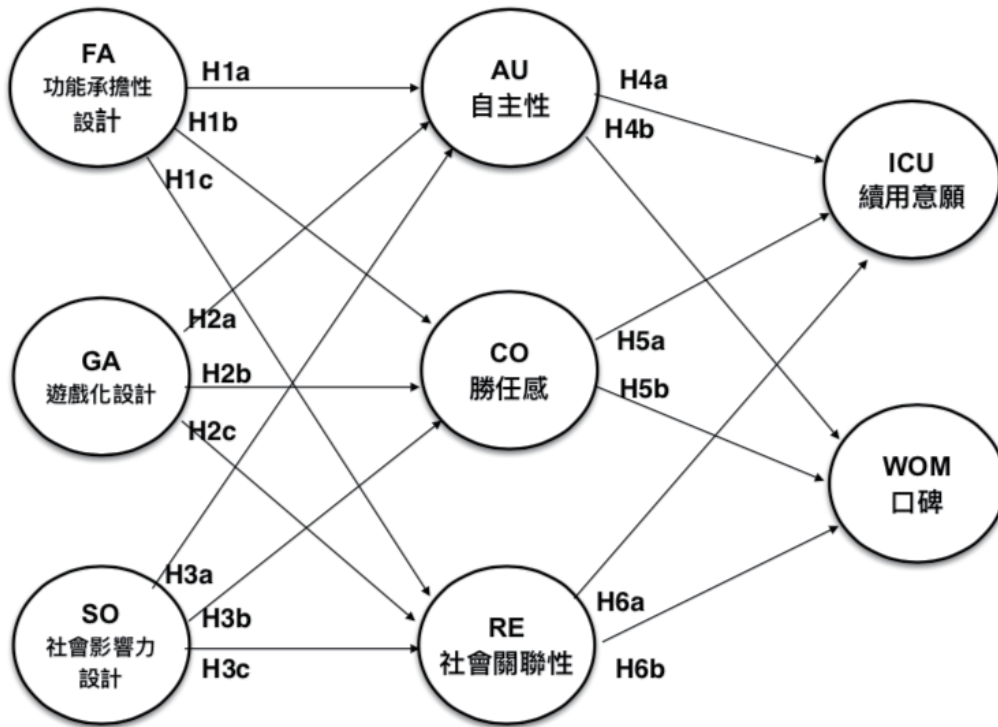 FA
功能承擔性
設計
H1a
H1b
H1c
AU
自主性
H4a
H4b
ICU
續用意願
GA
遊戲化設計
H2a
H2b
H2c
CO
勝任感
H5a
H5b
WOM
口碑
SO
社會影響力
設計
H3a
H3b
H3c
RE
社會關聯性
H6a
H6b